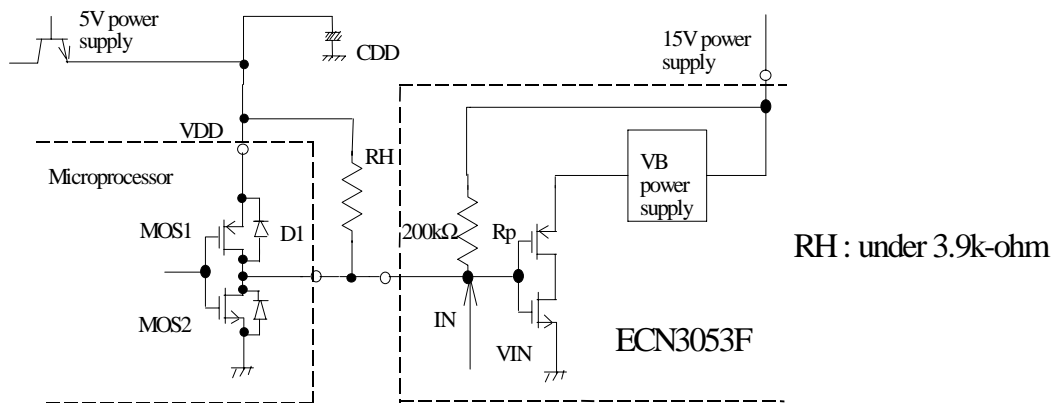 5V power
supply
CDD
15V power
supply
VDD
RH
Microprocessor
VB
power
supply
MOS1
D1
200kΩ
Rp
RH : under 3.9k-ohm
MOS2
IN
VIN
ECN3053F